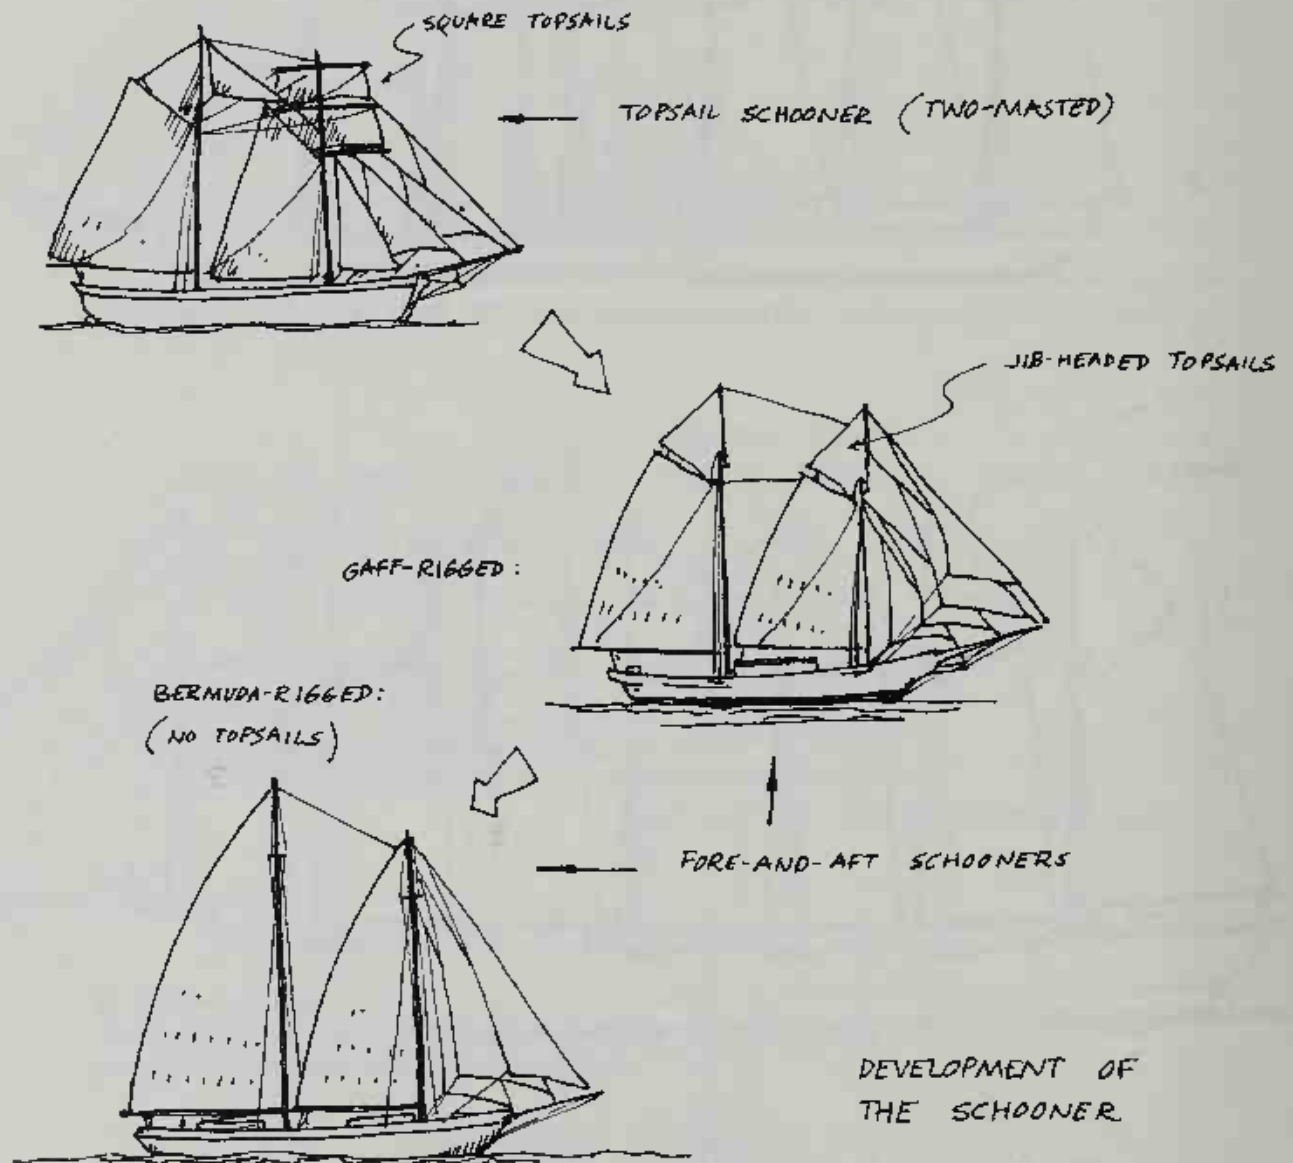 SQUARE TOPSAILS
TOPSAIL SCHOONER (TWO-MASTED)
JIB-HEADED TOPSAILS
GAFF-RIGGED:
BERMUDA-RIGGED:
(NO TOPSAILS)
FORE-AND-AFT SCHOONERS
DEVELOPMENT OF
THE SCHOONER